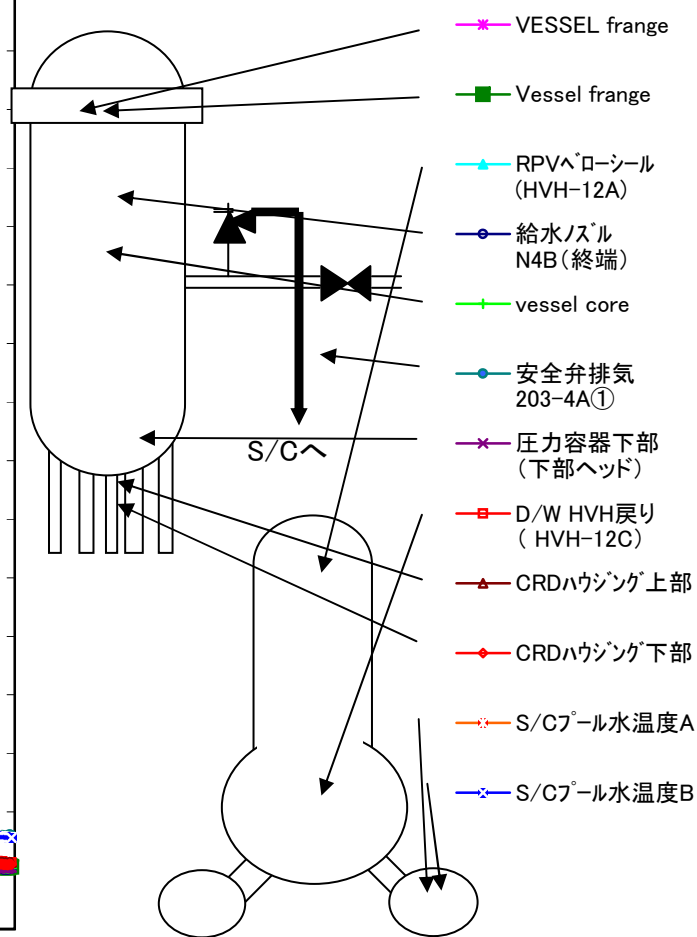 VESSEL frange
Vessel frange
RPVベローシール
(HVH-12A)
給水ノズル
N4B(終端)
vessel core
安全弁排気
203-4A①
圧力容器下部
(下部ヘッド)
D/W HVH戻り
( HVH-12C)
CRDハウジング上部
CRDハウジング下部
S/Cプール水温度A
S/Cプール水温度B
S/Cへ